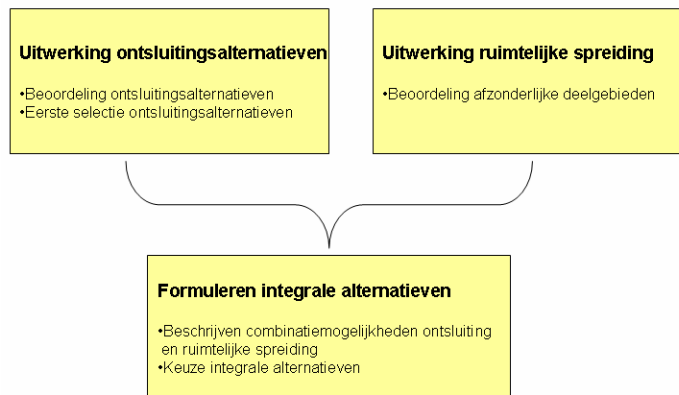 Uitwerking ontsluitingsalternatieven
•Beoordeling ontsluitingsalternatieven
•Eerste selectie ontsluitingsalternatieven
Uitwerking ruimtelijke spreiding
•Beoordeling afzonderlijke deelgebieden
Formuleren integrale alternatieven
•Beschrijven combinatiemogelijkheden ontsluiting
en ruimtelijke spreiding
•Keuze integrale alternatieven